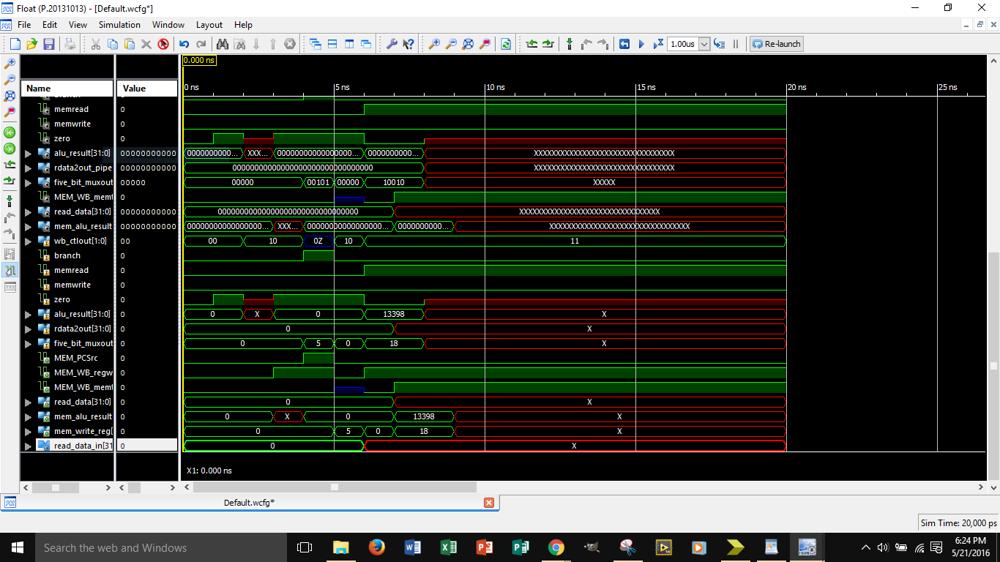 Float (P.20131013) - [Default.wcfg*]
File Edit View Simulation Window Layout Help
1.00us Re-launch
0.000 ns
Name Value
0 ns 5 ns 10 ns 15 ns 20 ns 25 ns
branch 0
memread 0
memwrite 0
zero 0
alu_result[31:0] 00000000000 0000000000... XXX... 00000000000000000... 0000000000... XXXXXXXXXXXXXXXXXXXXXXXXXXXXXXXX
rdata2out_pipe 00000000000 00000000000000000000000000000000 XXXXXXXXXXXXXXXXXXXXXXXXXXXXXXXX
five_bit_muxout 00000 00000 00101 00000 10010 XXXXX
MEM_WB_memt 0
read_data[31:0] 00000000000 00000000000000000000000000000000 XXXXXXXXXXXXXXXXXXXXXXXXXXXXXXXX
mem_alu_result 00000000000 00000000000000000... XXX... 00000000000000000... 0000000000... XXXXXXXXXXXXXXXXXXXXXXXXXXXXXXXX
wb_ctlout[1:0] 00 00 10 0Z 10 11
branch 0
memread 0
memwrite 0
zero 0
alu_result[31:0] 0 0 X 0 13398 X
rdata2out[31:0] 0 0 X
five_bit_muxout 0 0 5 0 18 X
MEM_PCSrc 0
MEM_WB_regw 0
MEM_WB_memt 0
read_data[31:0] 0 0 X
mem_alu_result 0 0 X 0 13398 X
mem_write_reg[ 0 0 5 0 18 X
read_data_in[31 0 0 X
X1: 0.000 ns
Default.wcfg*
Sim Time: 20,000 ps
Search the web and Windows
6:24 PM
5/21/2016